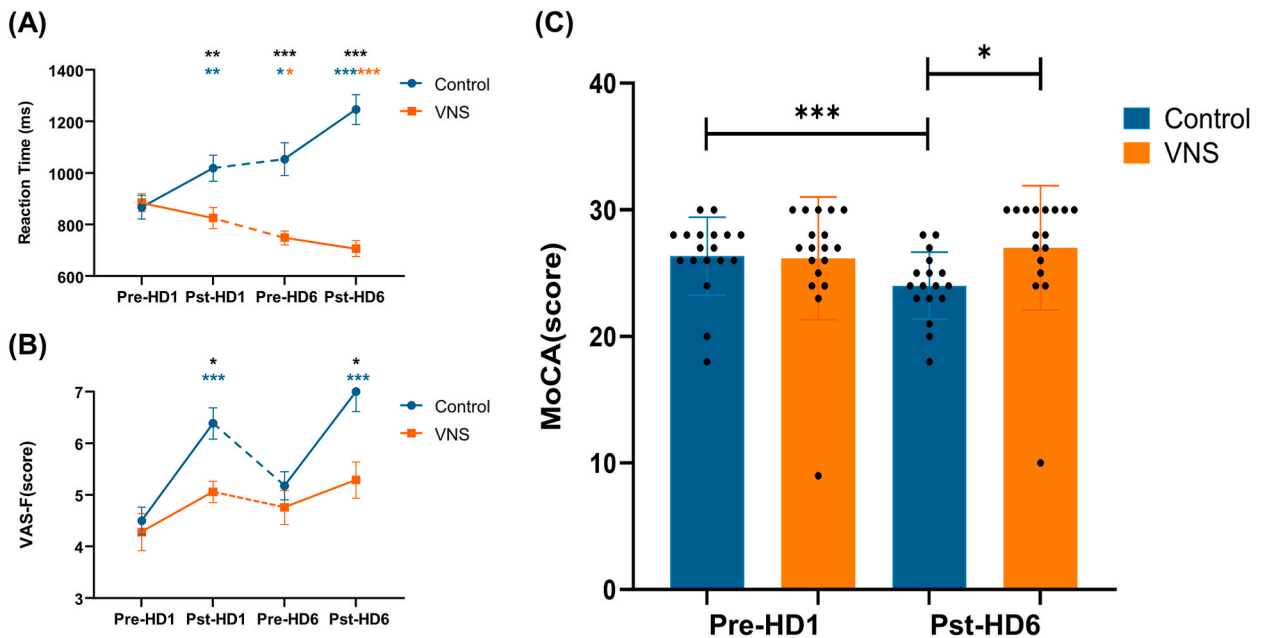 (A)
** *** ***
** ** ******
1400
1200
1000
800
600
Reaction Time (ms)
Pre-HD1 Pst-HD1 Pre-HD6 Pst-HD6
Control
VNS
(B)
* *
*** ***
7
6
5
4
3
VAS-F(score)
Pre-HD1 Pst-HD1 Pre-HD6 Pst-HD6
Control
VNS
(C)
*
***
40
30
20
10
0
MoCA(score)
Pre-HD1 Pst-HD6
Control
VNS